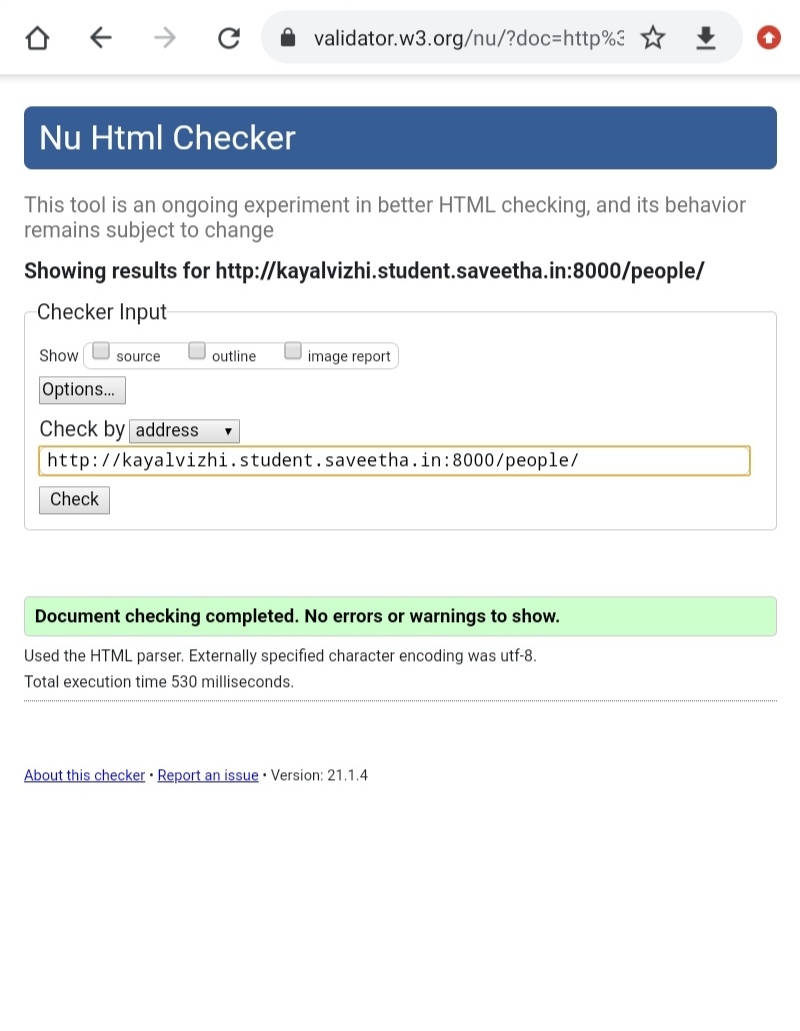 validator.w3.org/nu/?doc=http%3
Nu Html Checker
This tool is an ongoing experiment in better HTML checking, and its behavior
remains subject to change
Showing results for http://kayalvizhi.student.saveetha.in:8000/people/
Checker Input
Show source outline image report
Options...
Check by address
http://kayalvizhi.student.saveetha.in:8000/people/
Check
Document checking completed. No errors or warnings to show.
Used the HTML parser. Externally specified character encoding was utf-8.
Total execution time 530 milliseconds.
About this checker • Report an issue • Version: 21.1.4